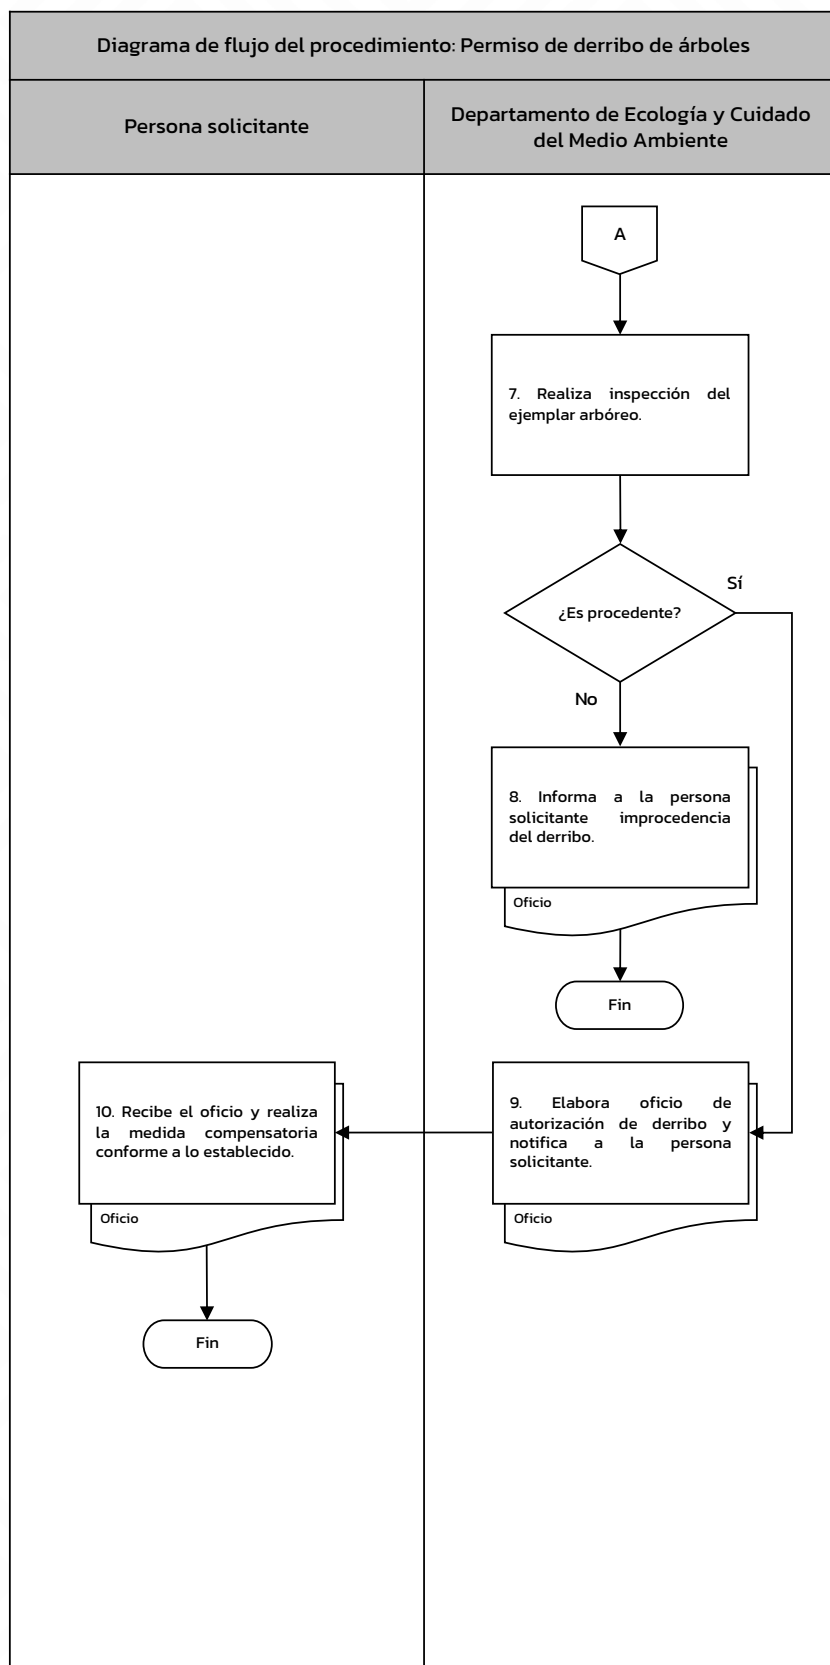 Diagrama de flujo del procedimiento: Permiso de derribo de árboles
Persona solicitante
Departamento de Ecología y Cuidado
del Medio Ambiente
A
7. Realiza inspección del
ejemplar arbóreo.
¿Es procedente?
Sí
No
8. Informa a la persona
solicitante improcedencia
del derribo.
Oficio
Fin
9. Elabora oficio de
autorización de derribo y
notifica a la persona
solicitante.
Oficio
10. Recibe el oficio y realiza
la medida compensatoria
conforme a lo establecido.
Oficio
Fin